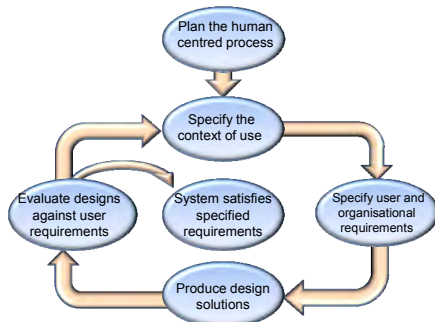 Plan the human
centred process
Specify the
context of use
Evaluate designs
against user
requirements
System satisfies
specified
requirements
Specify user and
organisational
requirements
Produce design
solutions